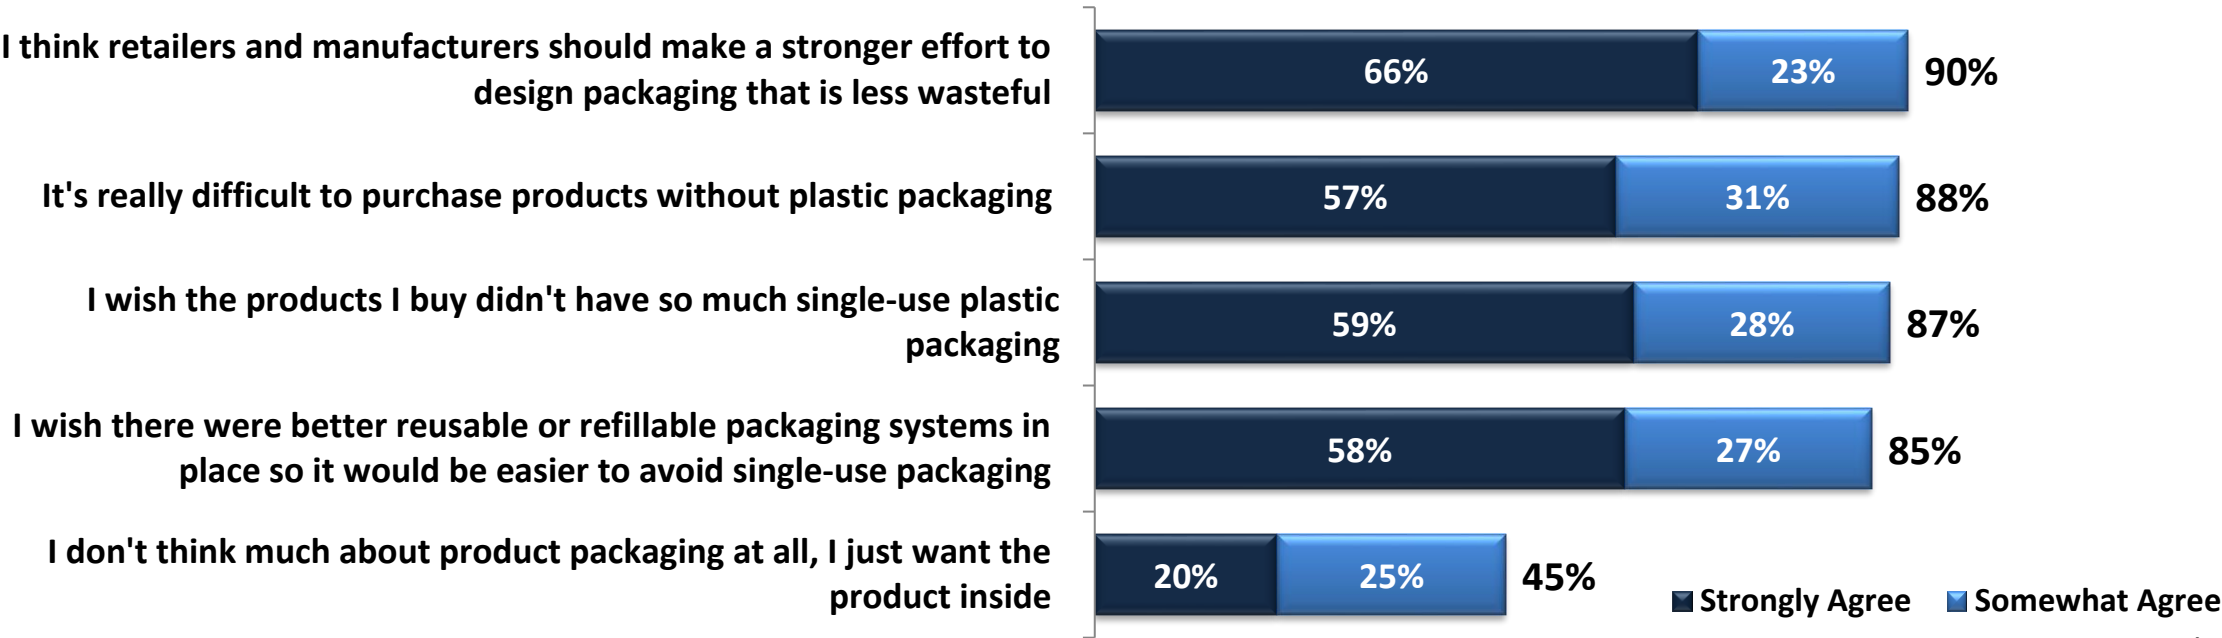 I think retailers and manufacturers should make a stronger effort to
design packaging that is less wasteful
66%
23%
90%
It's really difficult to purchase products without plastic packaging
57%
31%
88%
I wish the products I buy didn't have so much single-use plastic
packaging
59%
28%
87%
I wish there were better reusable or refillable packaging systems in
place so it would be easier to avoid single-use packaging
58%
27%
85%
I don't think much about product packaging at all, I just want the
product inside
20%
25%
45%
Strongly Agree
Somewhat Agree